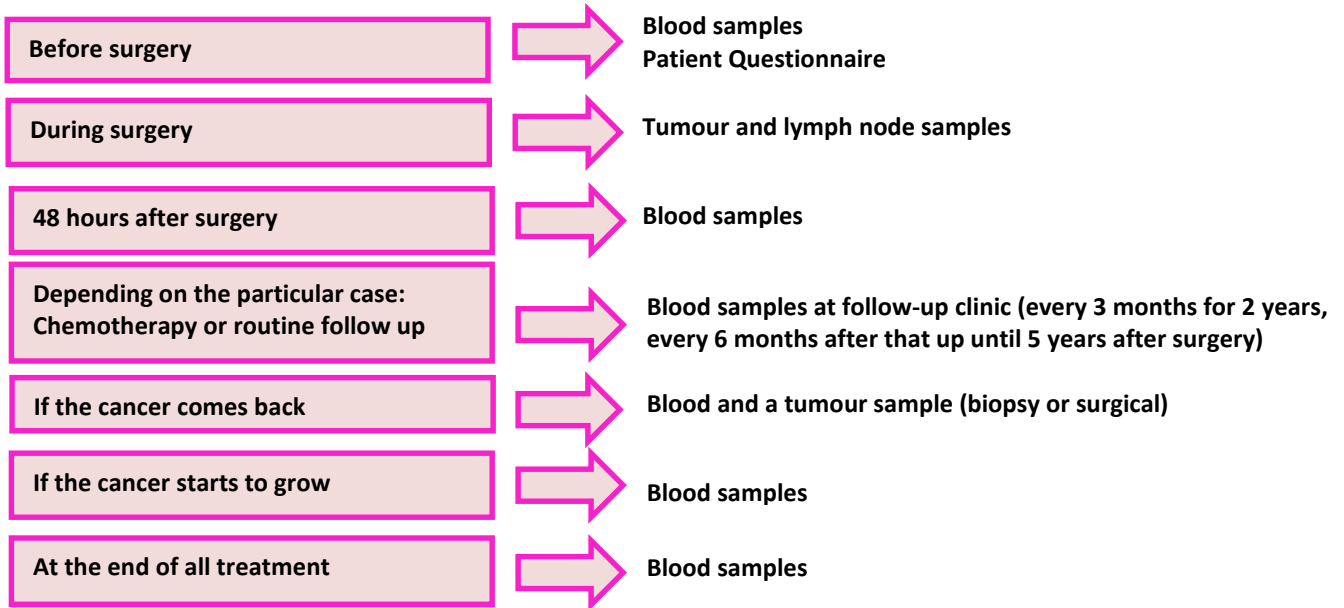 Before surgery
Blood samples
Patient Questionnaire
During surgery
Tumour and lymph node samples
48 hours after surgery
Blood samples
Depending on the particular case:
Chemotherapy or routine follow up
Blood samples at follow-up clinic (every 3 months for 2 years,
every 6 months after that up until 5 years after surgery)
If the cancer comes back
Blood and a tumour sample (biopsy or surgical)
If the cancer starts to grow
Blood samples
At the end of all treatment
Blood samples